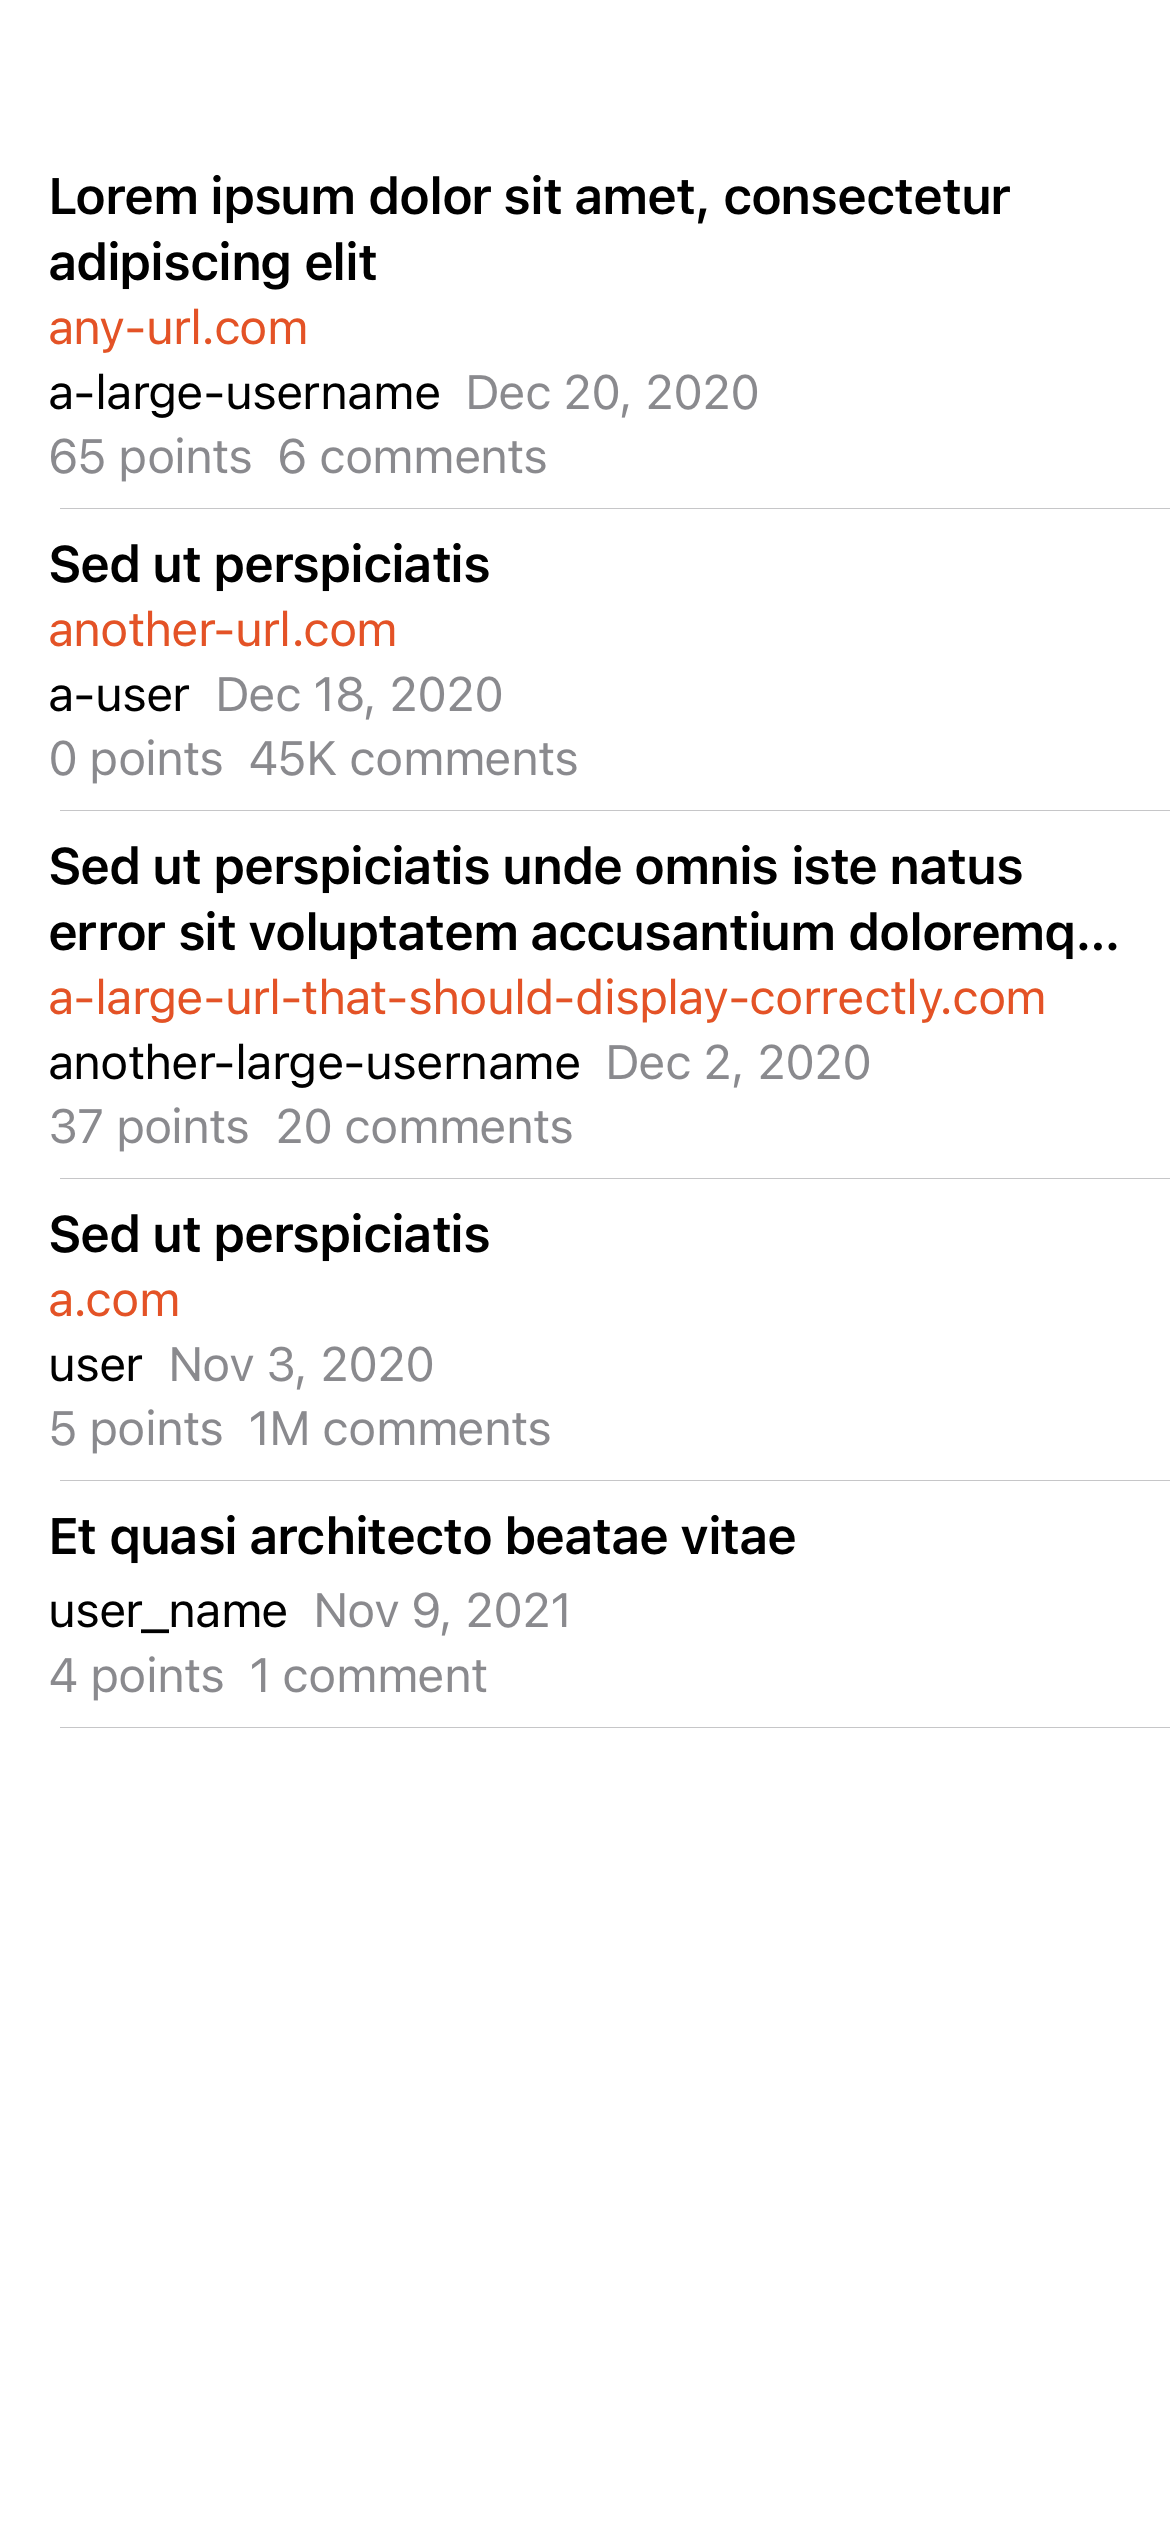 Lorem ipsum dolor sit amet, consectetur
adipiscing elit
any-url.com
a-large-username Dec 20, 2020
65 points 6 comments
Sed ut perspiciatis
another-url.com
a-user Dec 18, 2020
0 points 45K comments
Sed ut perspiciatis unde omnis iste natus
error sit voluptatem accusantium doloremq...
a-large-url-that-should-display-correctly.com
another-large-username Dec 2, 2020
37 points 20 comments
Sed ut perspiciatis
a.com
user Nov 3, 2020
5 points 1M comments
Et quasi architecto beatae vitae
user_name Nov 9, 2021
4 points 1 comment